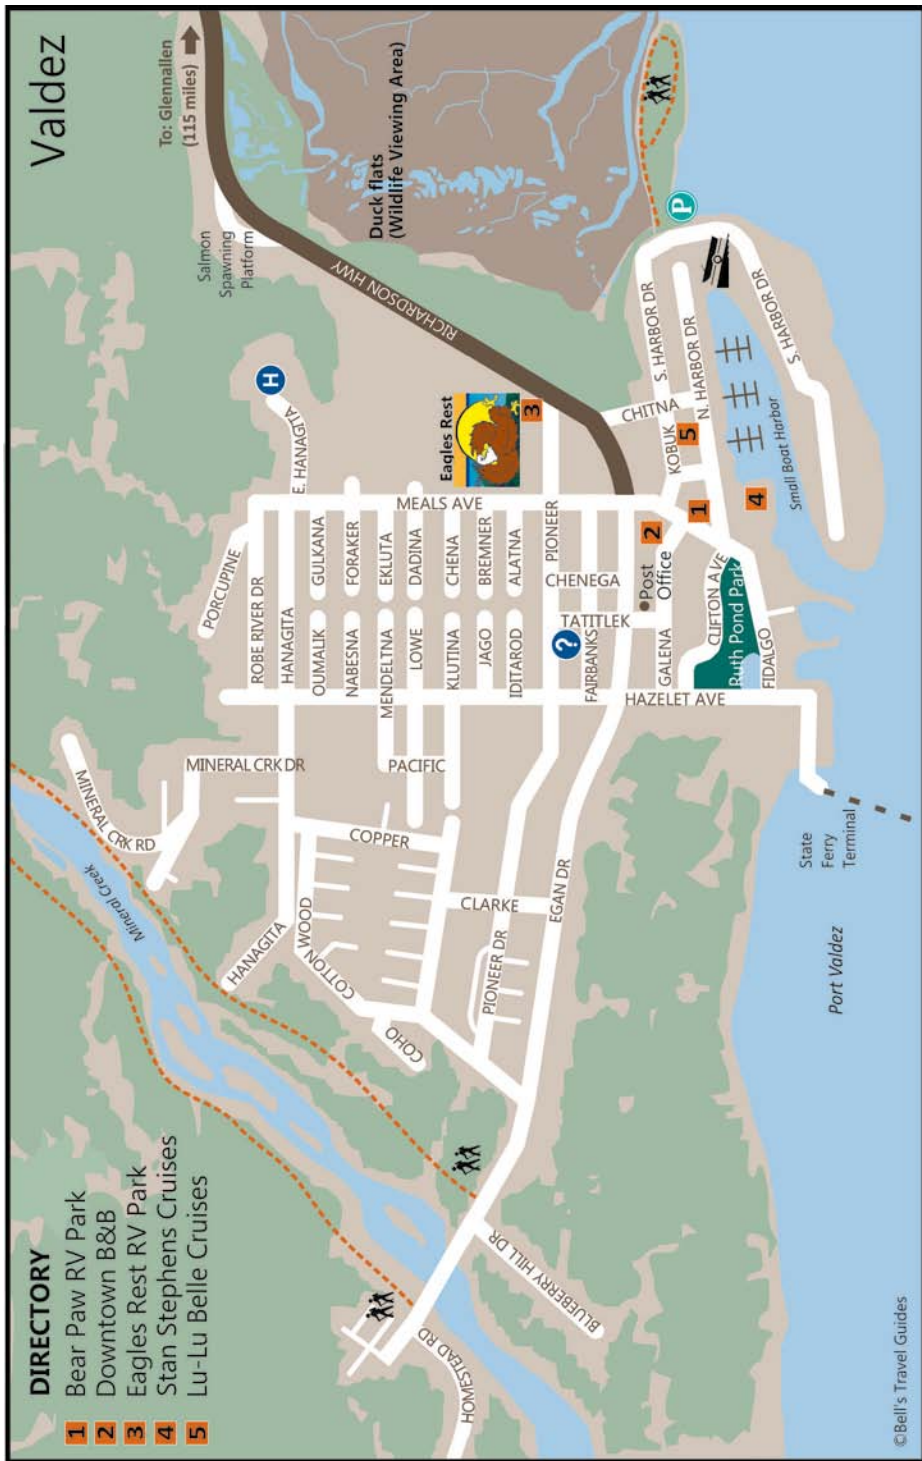 Valdez
To: Glennallen
(115 miles)
Salmon
Spawning
Platform
Duck flats
(Wildlife Viewing Area)
RICHARDSON HWY
H
E. HANAGITA
Eagles Rest
3
P
S. HARBOR DR
N. HARBOR DR
S. HARBOR DR
CHITNA
KOBUK
5
Small Boat Harbor
4
1
2
MEALS AVE
PORCUPINE
ROBE RIVER DR
HANAGITA
GULKANA
FORAKER
EKLUTA
DADINA
CHENA
BREMNER
ALATNA
PIONEER
CHENEGA
Post
Office
TATITLEK
?
OUMALIK
NABESNA
MENDELTNA
LOWE
KLUTINA
JAGO
IDITAROD
FAIRBANKS
GALENA
CLIFTON AVE
Ruth Pond Park
FIDALGO
HAZELET AVE
MINERAL CRK DR
MINERAL CRK RD
PACIFIC
COPPER
CLARKE
EGAN DR
PIONEER DR
Mineral Creek
HANAGITA
COTTON WOOD
COHO
State
Ferry
Terminal
Port Valdez
BLUEBERRY HILL DR
HOMESTEAD RD
DIRECTORY
1 Bear Paw RV Park
2 Downtown B&B
3 Eagles Rest RV Park
4 Stan Stephens Cruises
5 Lu-Lu Belle Cruises
©Bell's Travel Guides